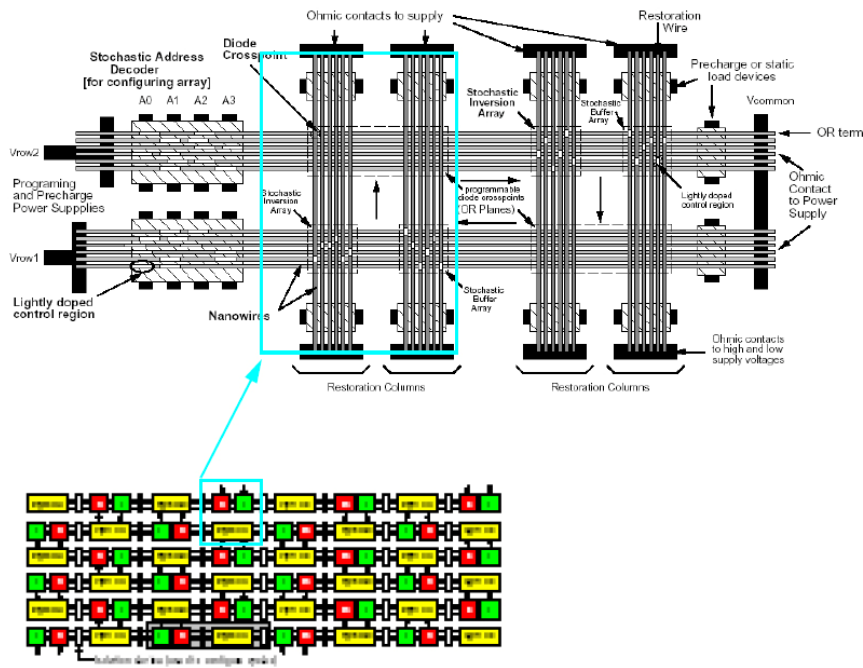 Ohmic contacts to supply
Restoration
Wire
Stochastic Address
Decoder
[for configuring array]
Diode
Crosspoint
Precharge or static
load devices
A0 A1 A2 A3
Stochastic
Inversion
Array
Stochastic
Buffer
Array
Vcommon
OR term
Vrow2
Programing and Precharge
Power Suppplies
Stochastic
Inversion
Array
programmable
diode crosspoints
(OR Planes)
Lightly doped
control region
Ohmic
Contact
to Power
Supply
Vrow1
Lightly doped
control region
Nanowires
Stochastic
Buffer
Array
Ohmic contacts
to high and low
supply voltages
Restoration Columns
Restoration Columns